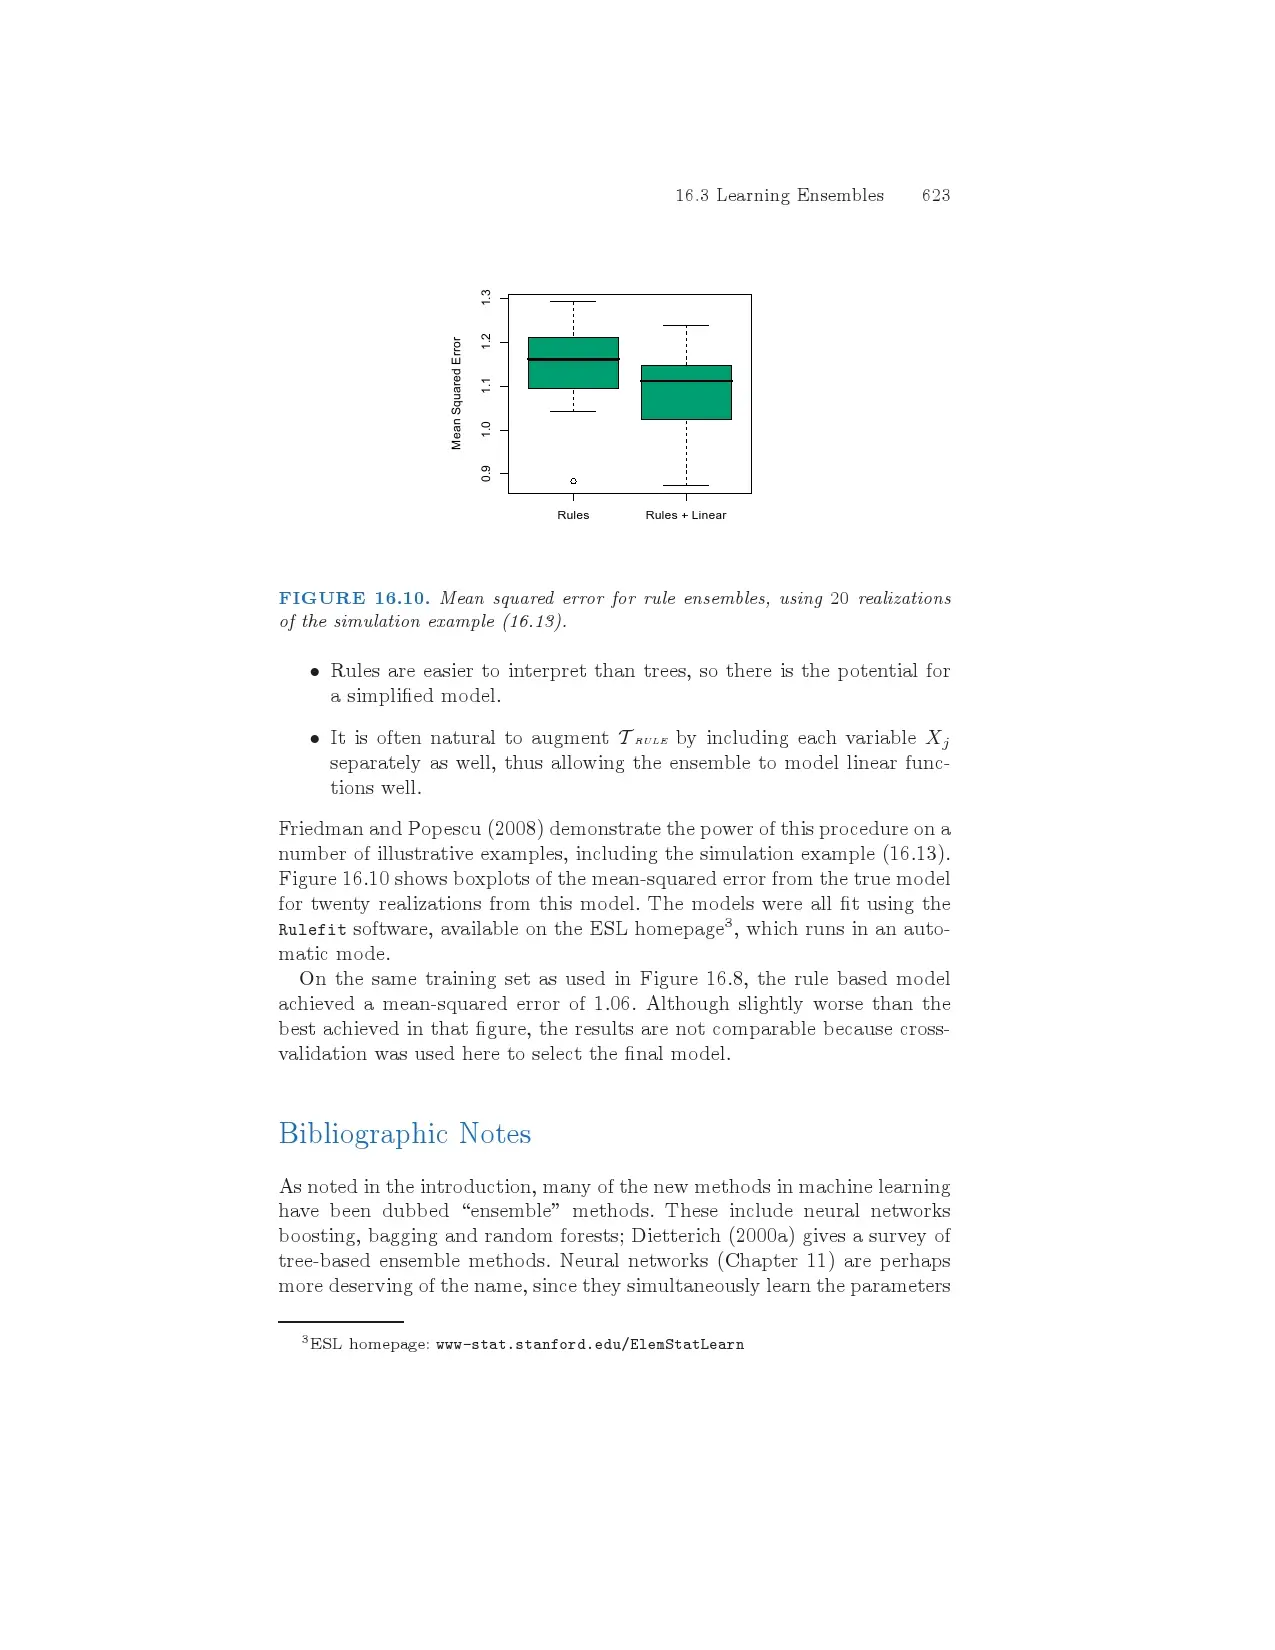 16.3 Learning Ensembles 623
1.3
1.2
1.1
1.0
0.9
Mean Squared Error
Rules Rules + Linear
FIGURE 16.10. Mean squared error for rule ensembles, using 20 realizations
of the simulation example (16.13).
• Rules are easier to interpret than trees, so there is the potential for
a simplified model.
• It is often natural to augment 𝒯RULE by including each variable Xj
separately as well, thus allowing the ensemble to model linear func-
tions well.
Friedman and Popescu (2008) demonstrate the power of this procedure on a
number of illustrative examples, including the simulation example (16.13).
Figure 16.10 shows boxplots of the mean-squared error from the true model
for twenty realizations from this model. The models were all fit using the
Rulefit software, available on the ESL homepage³, which runs in an auto-
matic mode.
On the same training set as used in Figure 16.8, the rule based model
achieved a mean-squared error of 1.06. Although slightly worse than the
best achieved in that figure, the results are not comparable because cross-
validation was used here to select the final model.
Bibliographic Notes
As noted in the introduction, many of the new methods in machine learning
have been dubbed “ensemble” methods. These include neural networks
boosting, bagging and random forests; Dietterich (2000a) gives a survey of
tree-based ensemble methods. Neural networks (Chapter 11) are perhaps
more deserving of the name, since they simultaneously learn the parameters
³ESL homepage: www-stat.stanford.edu/ElemStatLearn